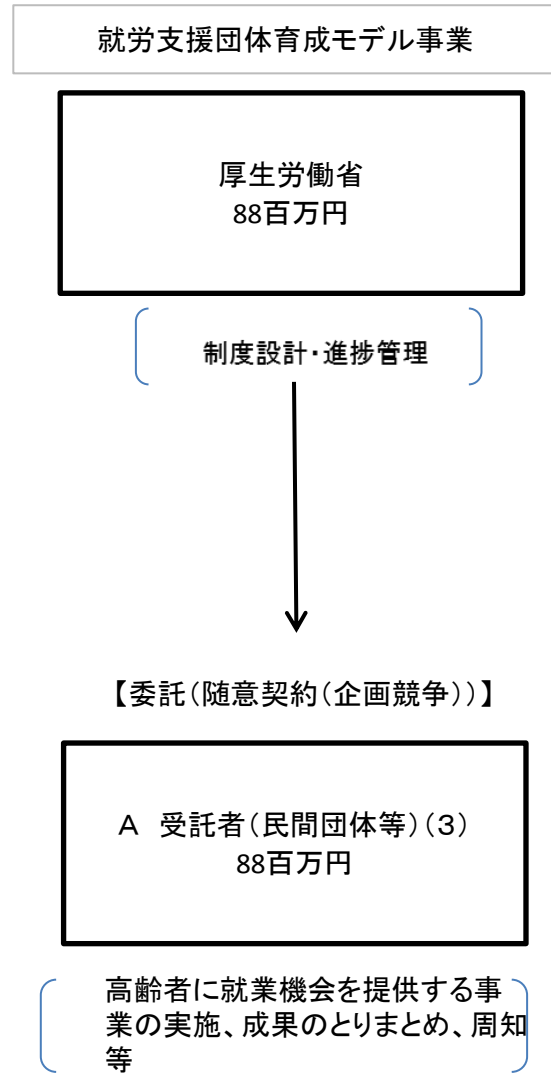 就労支援団体育成モデル事業
厚生労働省
88百万円
制度設計・進捗管理
【委託(随意契約(企画競争))】
A 受託者(民間団体等)(3)
88百万円
高齢者に就業機会を提供する事
業の実施、成果のとりまとめ、周知
等